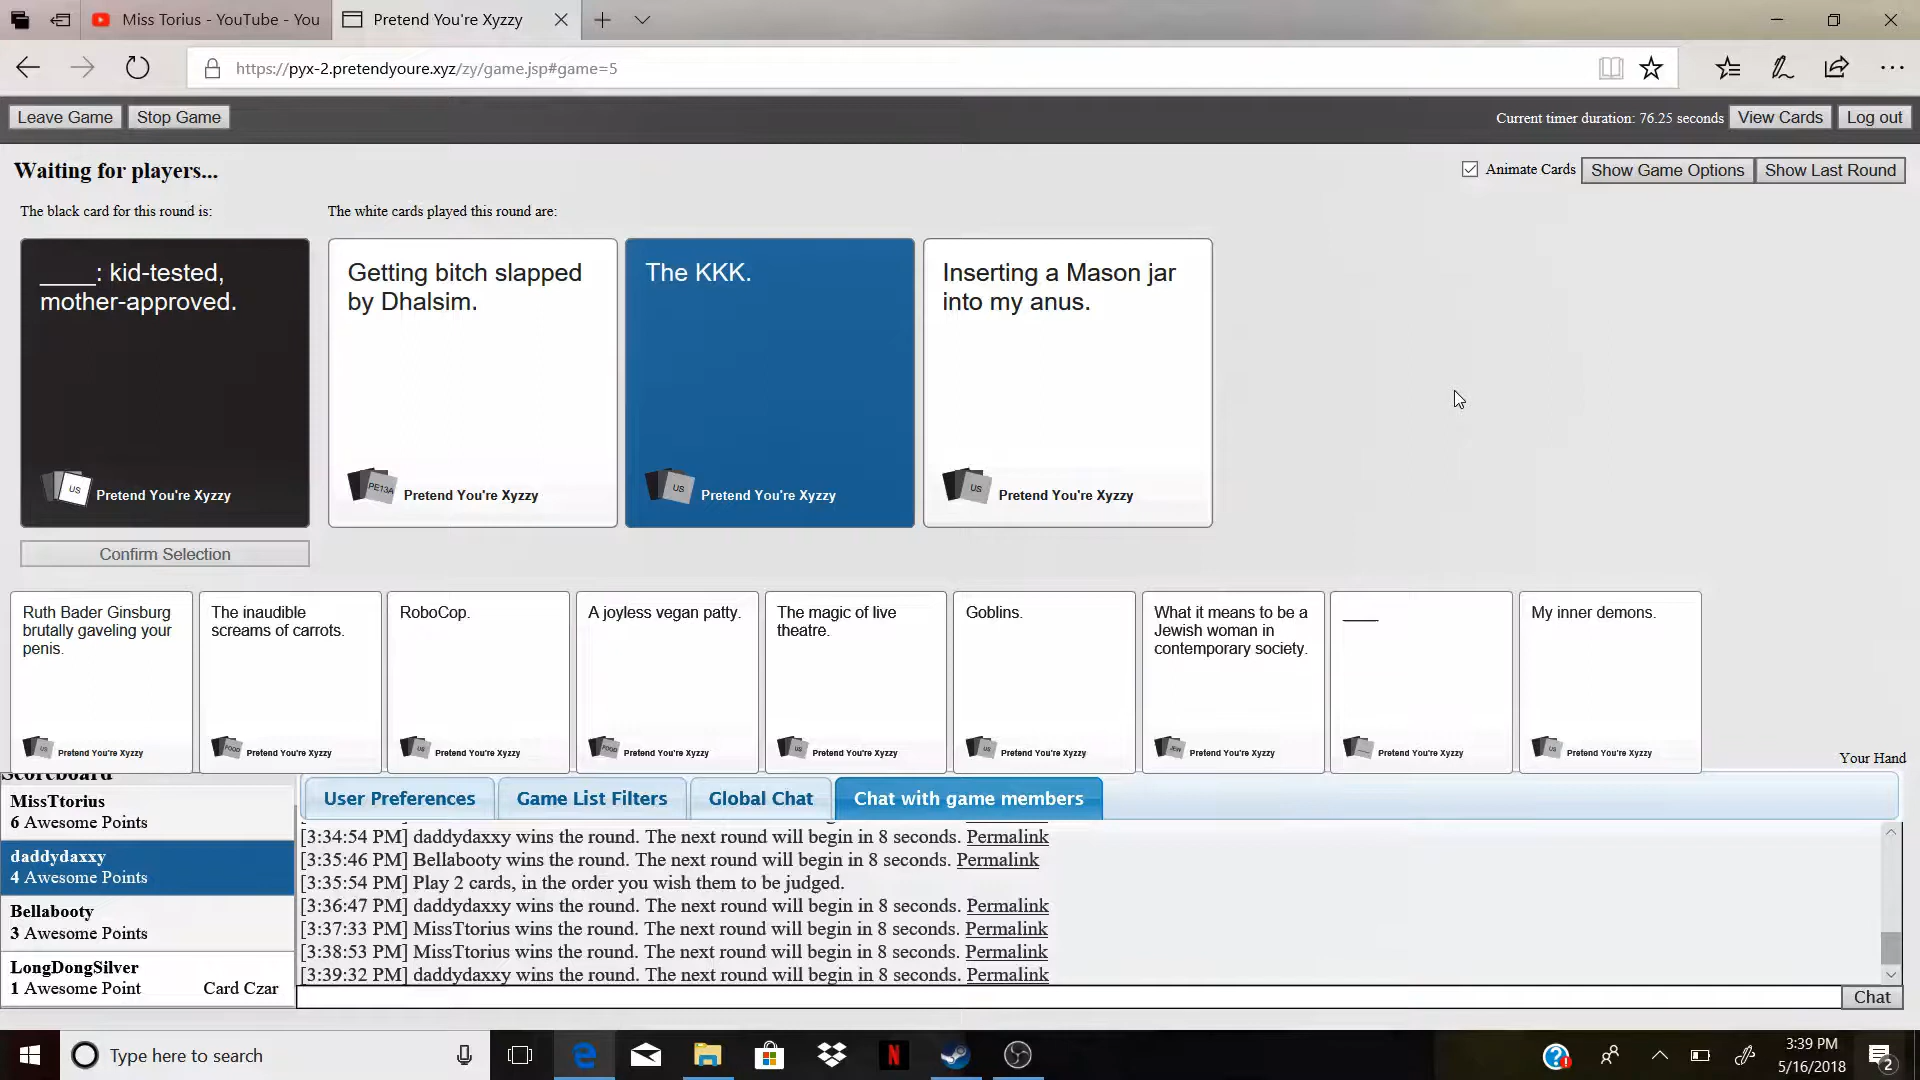 Miss Torius - YouTube - You
Pretend You're Xyzzy
https://pyx-2.pretendyoure.xyz/zy/game.jsp#game=5
Leave Game
Stop Game
Current timer duration: 76.25 seconds
View Cards
Log out
Waiting for players...
Animate Cards
Show Game Options
Show Last Round
The black card for this round is:
The white cards played this round are:
____: kid-tested,
mother-approved.
US
Pretend You're Xyzzy
Getting bitch slapped
by Dhalsim.
PE13A
Pretend You're Xyzzy
The KKK.
US
Pretend You're Xyzzy
Inserting a Mason jar
into my anus.
US
Pretend You're Xyzzy
Confirm Selection
Ruth Bader Ginsburg
brutally gaveling your
penis.
US
Pretend You're Xyzzy
The inaudible
screams of carrots.
FOOD
Pretend You're Xyzzy
RoboCop.
US
Pretend You're Xyzzy
A joyless vegan patty.
FOOD
Pretend You're Xyzzy
The magic of live
theatre.
US
Pretend You're Xyzzy
Goblins.
US
Pretend You're Xyzzy
What it means to be a
Jewish woman in
contemporary society.
JEW
Pretend You're Xyzzy
____
Pretend You're Xyzzy
My inner demons.
US
Pretend You're Xyzzy
Your Hand
Scoreboard
MissTtorius
6 Awesome Points
daddydaxxy
4 Awesome Points
Bellabooty
3 Awesome Points
LongDongSilver
1 Awesome Point
Card Czar
User Preferences
Game List Filters
Global Chat
Chat with game members
[3:34:54 PM] daddydaxxy wins the round. The next round will begin in 8 seconds. Permalink
[3:35:46 PM] Bellabooty wins the round. The next round will begin in 8 seconds. Permalink
[3:35:54 PM] Play 2 cards, in the order you wish them to be judged.
[3:36:47 PM] daddydaxxy wins the round. The next round will begin in 8 seconds. Permalink
[3:37:33 PM] MissTtorius wins the round. The next round will begin in 8 seconds. Permalink
[3:38:53 PM] MissTtorius wins the round. The next round will begin in 8 seconds. Permalink
[3:39:32 PM] daddydaxxy wins the round. The next round will begin in 8 seconds. Permalink
Chat
Type here to search
3:39 PM
5/16/2018
2